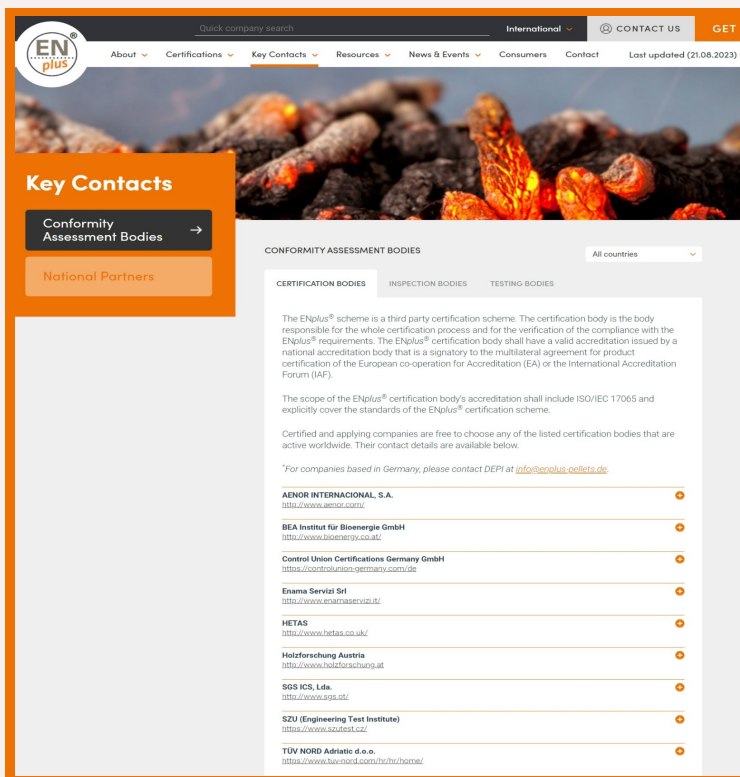 Quick company search
International
CONTACT US
GET
EN
plus
®
About
Certifications
Key Contacts
Resources
News & Events
Consumers
Contact
Last updated (21.08.2023)
Key Contacts
Conformity
Assessment Bodies
National Partners
CONFORMITY ASSESSMENT BODIES
All countries
CERTIFICATION BODIES
INSPECTION BODIES
TESTING BODIES
The ENplus® scheme is a third party certification scheme. The certification body is the body
responsible for the whole certification process and for the verification of the compliance with the
ENplus® requirements. The ENplus® certification body shall have a valid accreditation issued by a
national accreditation body that is a signatory to the multilateral agreement for product
certification of the European co-operation for Accreditation (EA) or the International Accreditation
Forum (IAF).
The scope of the ENplus® certification body's accreditation shall include ISO/IEC 17065 and
explicitly cover the standards of the ENplus® certification scheme.
Certified and applying companies are free to choose any of the listed certification bodies that are
active worldwide. Their contact details are available below.
*For companies based in Germany, please contact DEPI at info@enplus-pellets.de.
AENOR INTERNACIONAL, S.A.
http://www.aenor.com/
BEA Institut für Bioenergie GmbH
http://www.bioenergy.co.at/
Control Union Certifications Germany GmbH
https://controlunion-germany.com/de
Enama Servizi Srl
http://www.enamaservizi.it/
HETAS
http://www.hetas.co.uk/
Holzforschung Austria
http://www.holzforschung.at
SGS ICS, Lda.
http://www.sgs.pt/
SZU (Engineering Test Institute)
https://www.szutest.cz/
TÜV NORD Adriatic d.o.o.
https://www.tuv-nord.com/hr/hr/home/